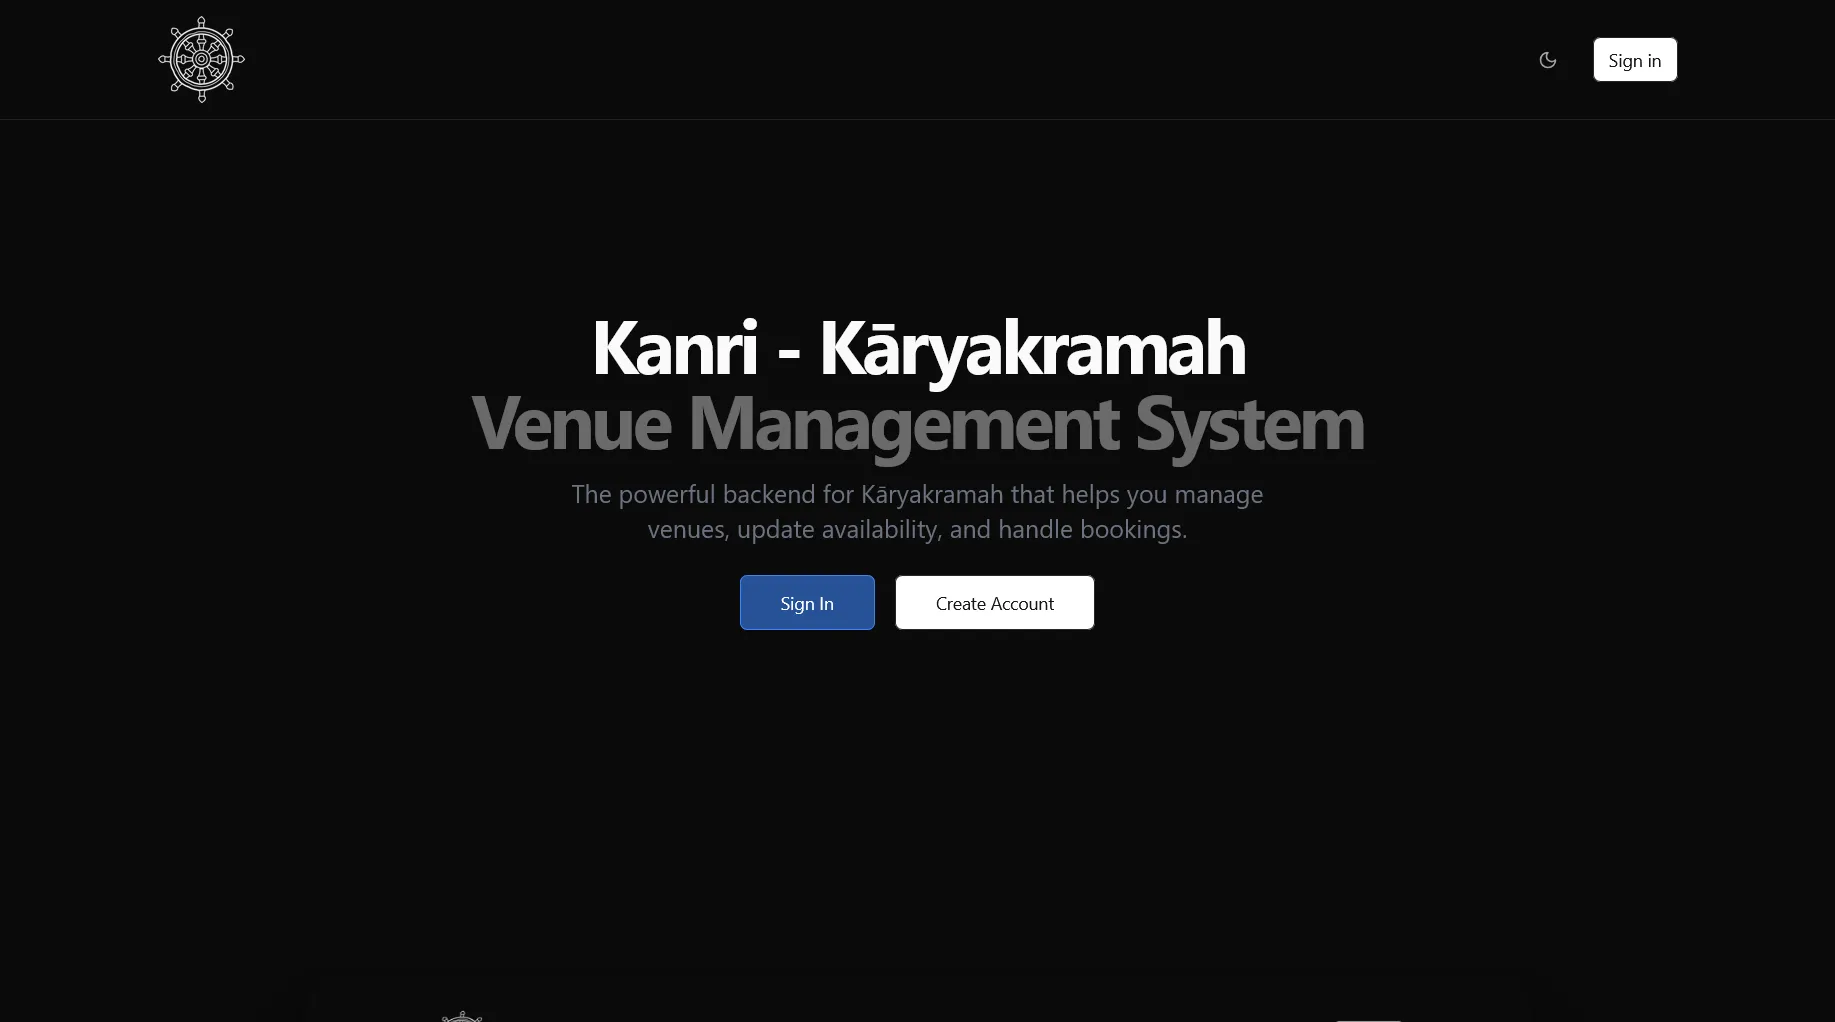 Sign in
Kanri - Kāryakramah
Venue Management System
The powerful backend for Kāryakramah that helps you manage
venues, update availability, and handle bookings.
Sign In
Create Account